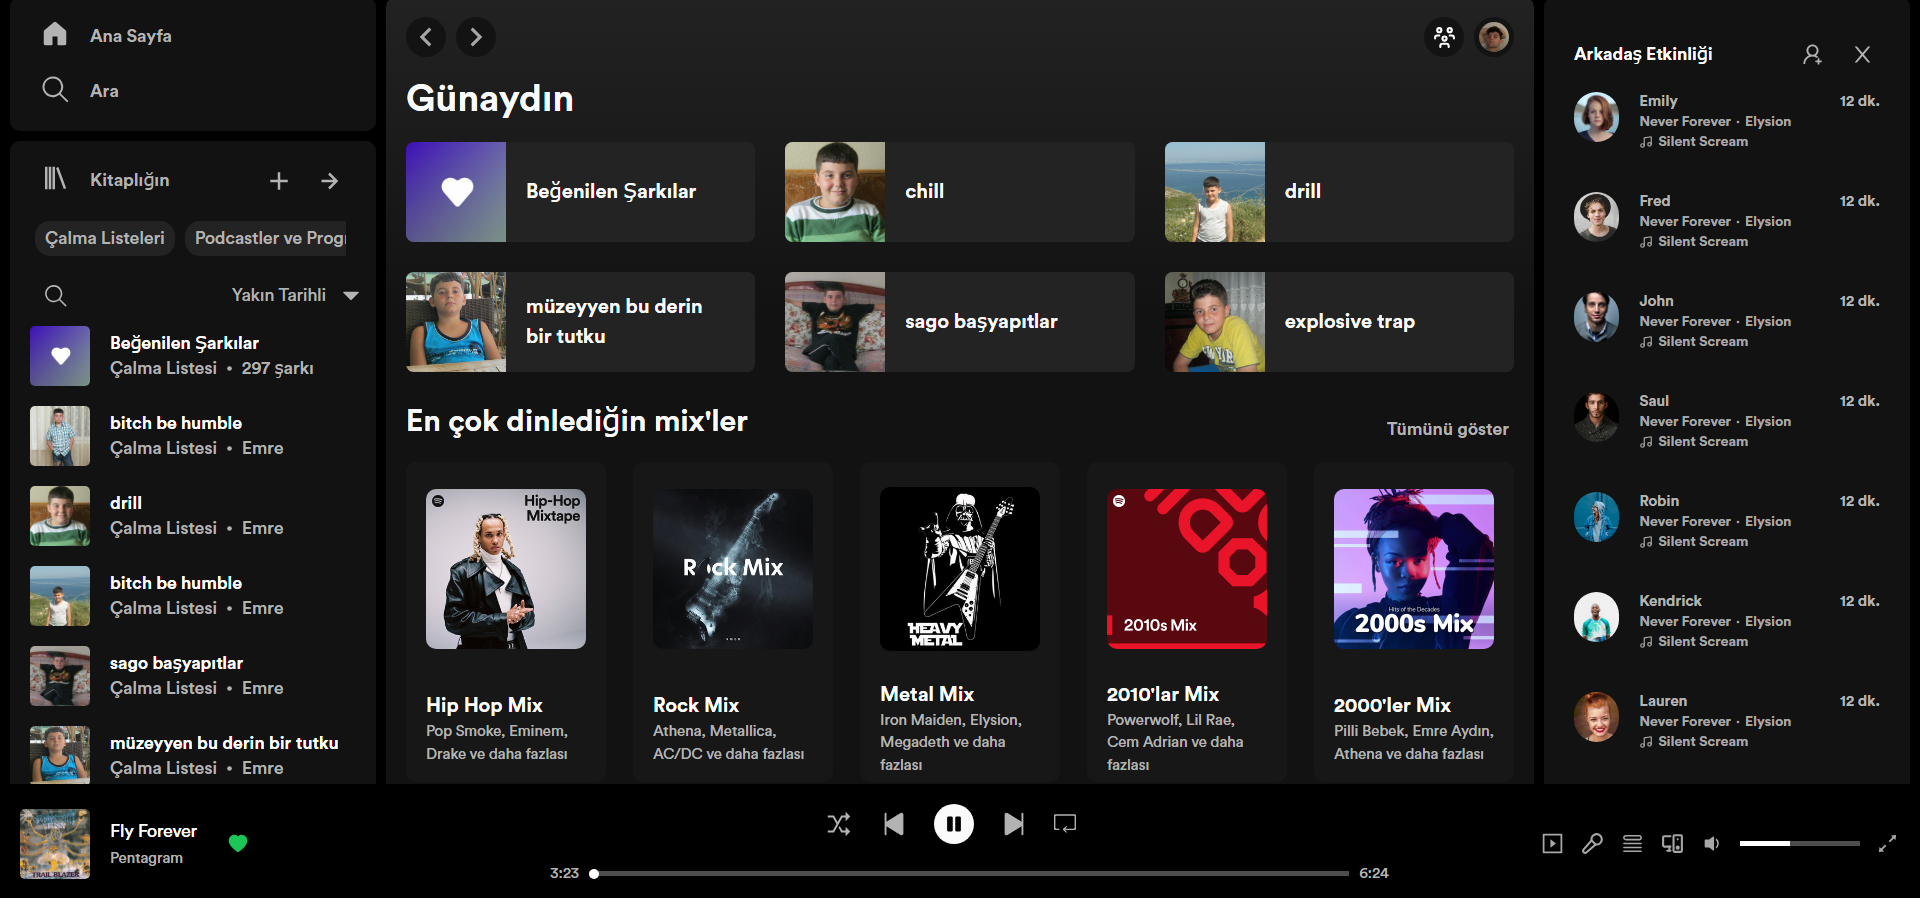 Ana Sayfa
Ara
Kitaplığın
Çalma Listeleri
Podcastler ve Progr
Yakın Tarihli
Beğenilen Şarkılar
Çalma Listesi • 297 şarkı
bitch be humble
Çalma Listesi • Emre
drill
Çalma Listesi • Emre
bitch be humble
Çalma Listesi • Emre
sago başyapıtlar
Çalma Listesi • Emre
müzeyyen bu derin bir tutku
Çalma Listesi • Emre
Günaydın
Beğenilen Şarkılar
chill
drill
müzeyyen bu derin
bir tutku
sago başyapıtlar
explosive trap
En çok dinlediğin mix'ler
Tümünü göster
Hip-Hop
Mixtape
Hip Hop Mix
Pop Smoke, Eminem,
Drake ve daha fazlası
Rock Mix
Rock Mix
Athena, Metallica,
AC/DC ve daha fazlası
HEAVY
METAL
Metal Mix
Iron Maiden, Elysion,
Megadeth ve daha
fazlası
2010s Mix
2010'lar Mix
Powerwolf, Lil Rae,
Cem Adrian ve daha
fazlası
Hits of the Decades
2000s Mix
2000'ler Mix
Pilli Bebek, Emre Aydın,
Athena ve daha fazlası
Arkadaş Etkinliği
Emily 12 dk.
Never Forever · Elysion
Silent Scream
Fred 12 dk.
Never Forever · Elysion
Silent Scream
John 12 dk.
Never Forever · Elysion
Silent Scream
Saul 12 dk.
Never Forever · Elysion
Silent Scream
Robin 12 dk.
Never Forever · Elysion
Silent Scream
Kendrick 12 dk.
Never Forever · Elysion
Silent Scream
Lauren 12 dk.
Never Forever · Elysion
Silent Scream
TRAIL BLAZER
Fly Forever
Pentagram
3:23
6:24